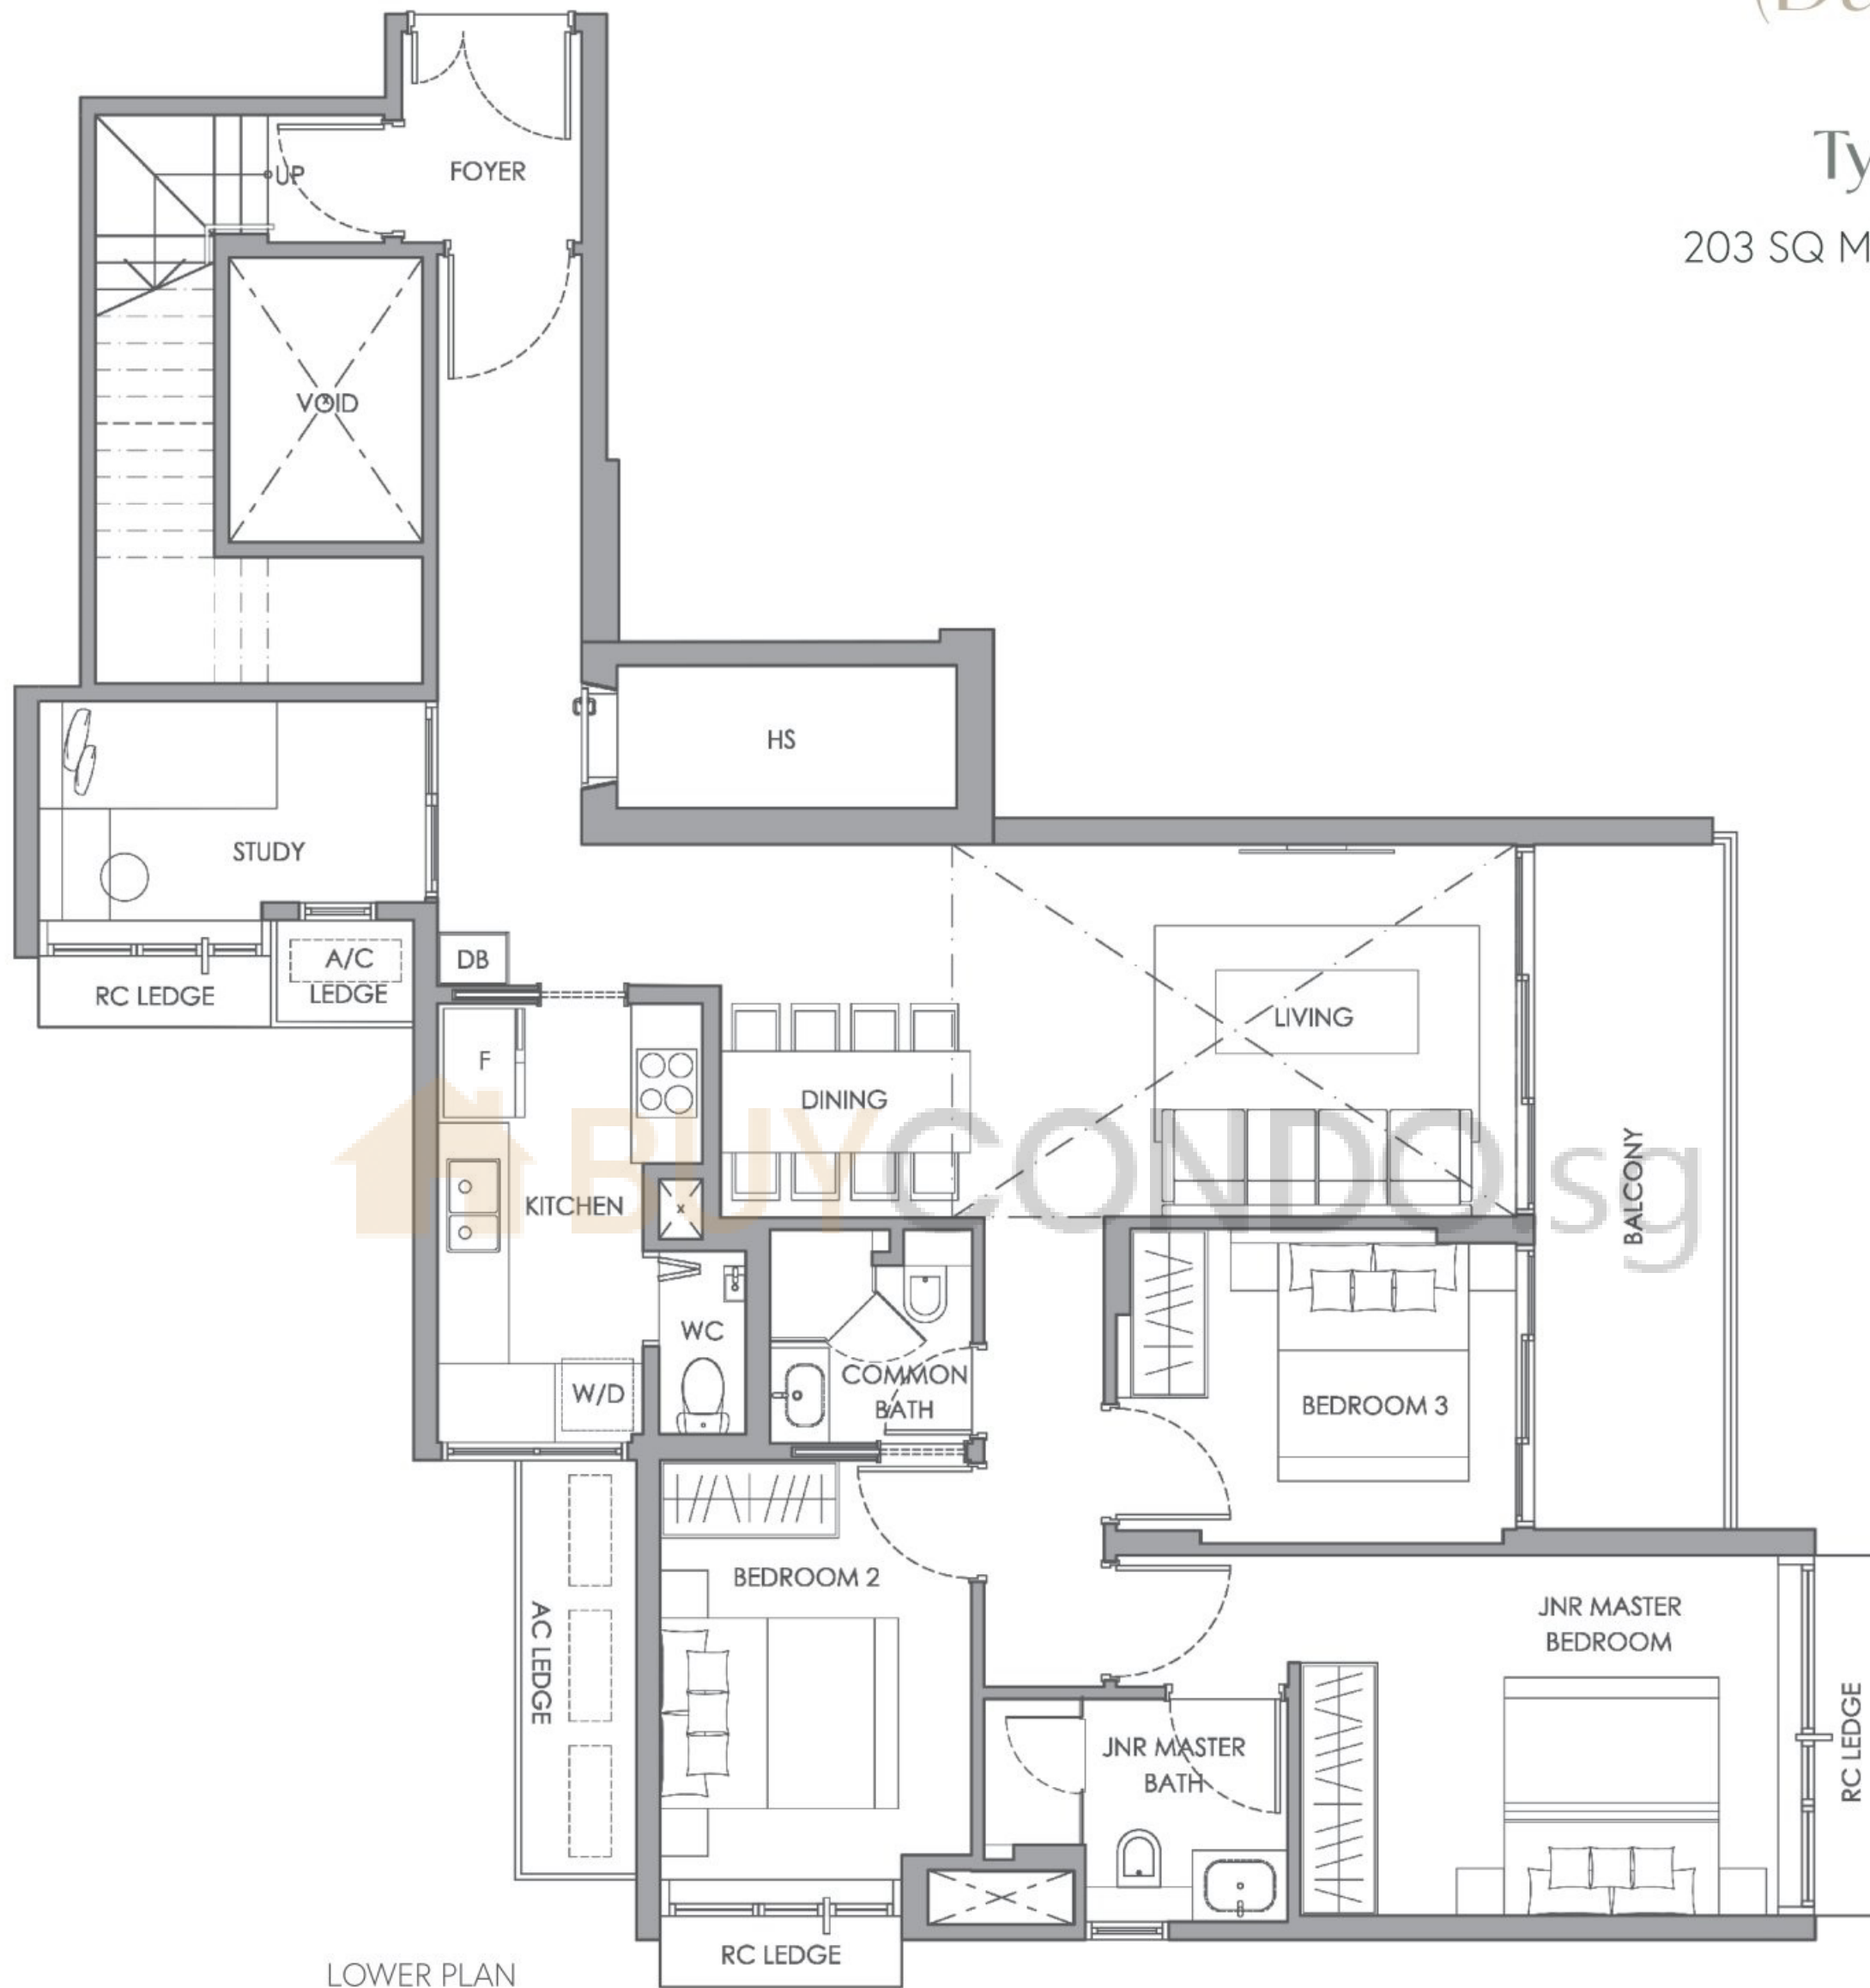 Ty
203 SQ M
FOYER
UP
VOID
HS
STUDY
A/C
LEDGE
RC LEDGE
DB
F
LIVING
DINING
BUYCONDO.sg
KITCHEN
BALCONY
WC
COMMON
BATH
W/D
BEDROOM 3
BEDROOM 2
AC LEDGE
JNR MASTER
BEDROOM
JNR MASTER
BATH
RC LEDGE
RC LEDGE
LOWER PLAN